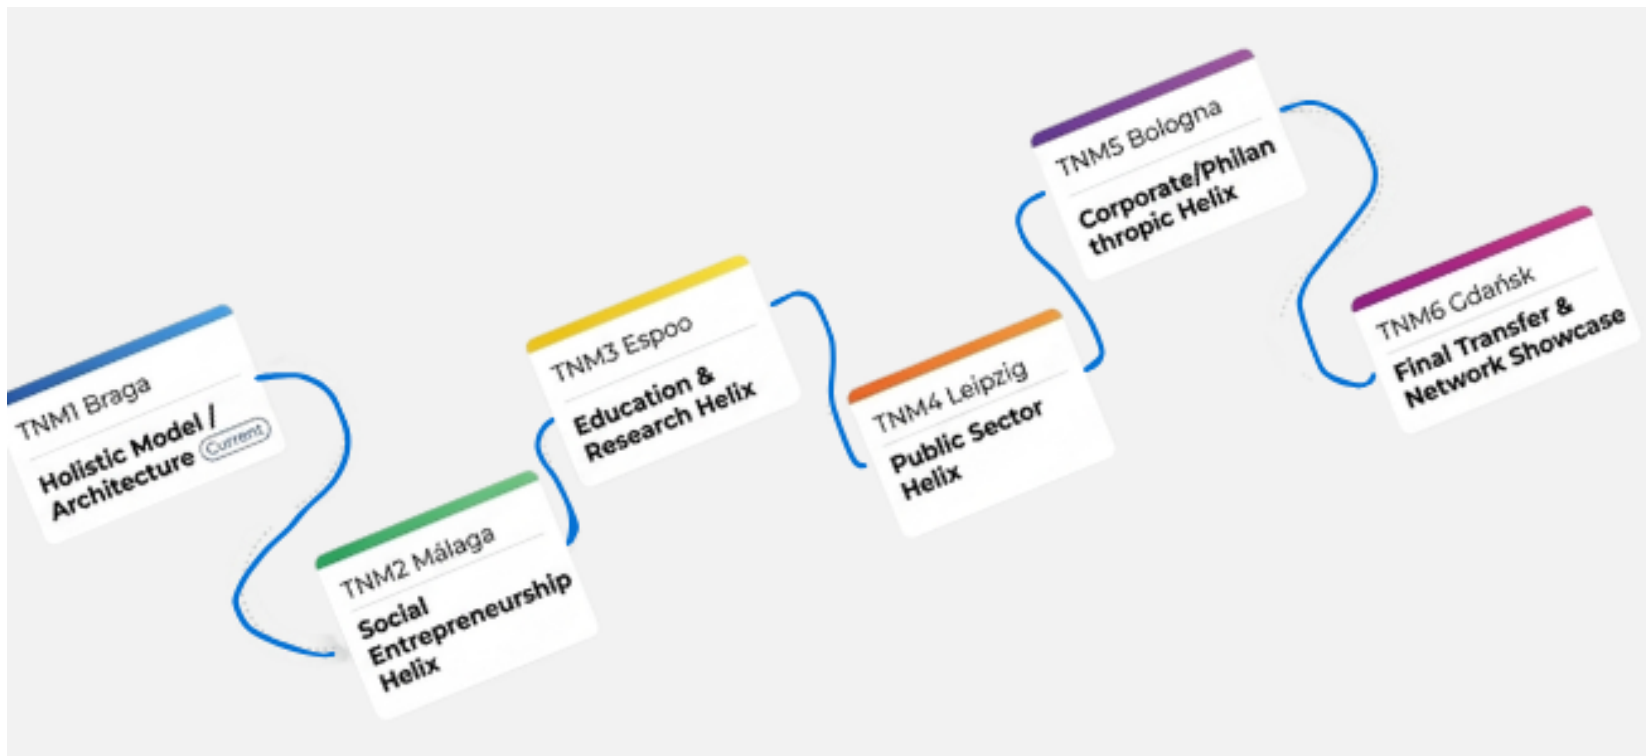 TNM1 Braga
Holistic Model /
Architecture Current
TNM2 Málaga
Social
Entrepreneurship
Helix
TNM3 Espoo
Education &
Research Helix
TNM4 Leipzig
Public Sector
Helix
TNM5 Bologna
Corporate/Philan
thropic Helix
TNM6 Gdańsk
Final Transfer &
Network Showcase